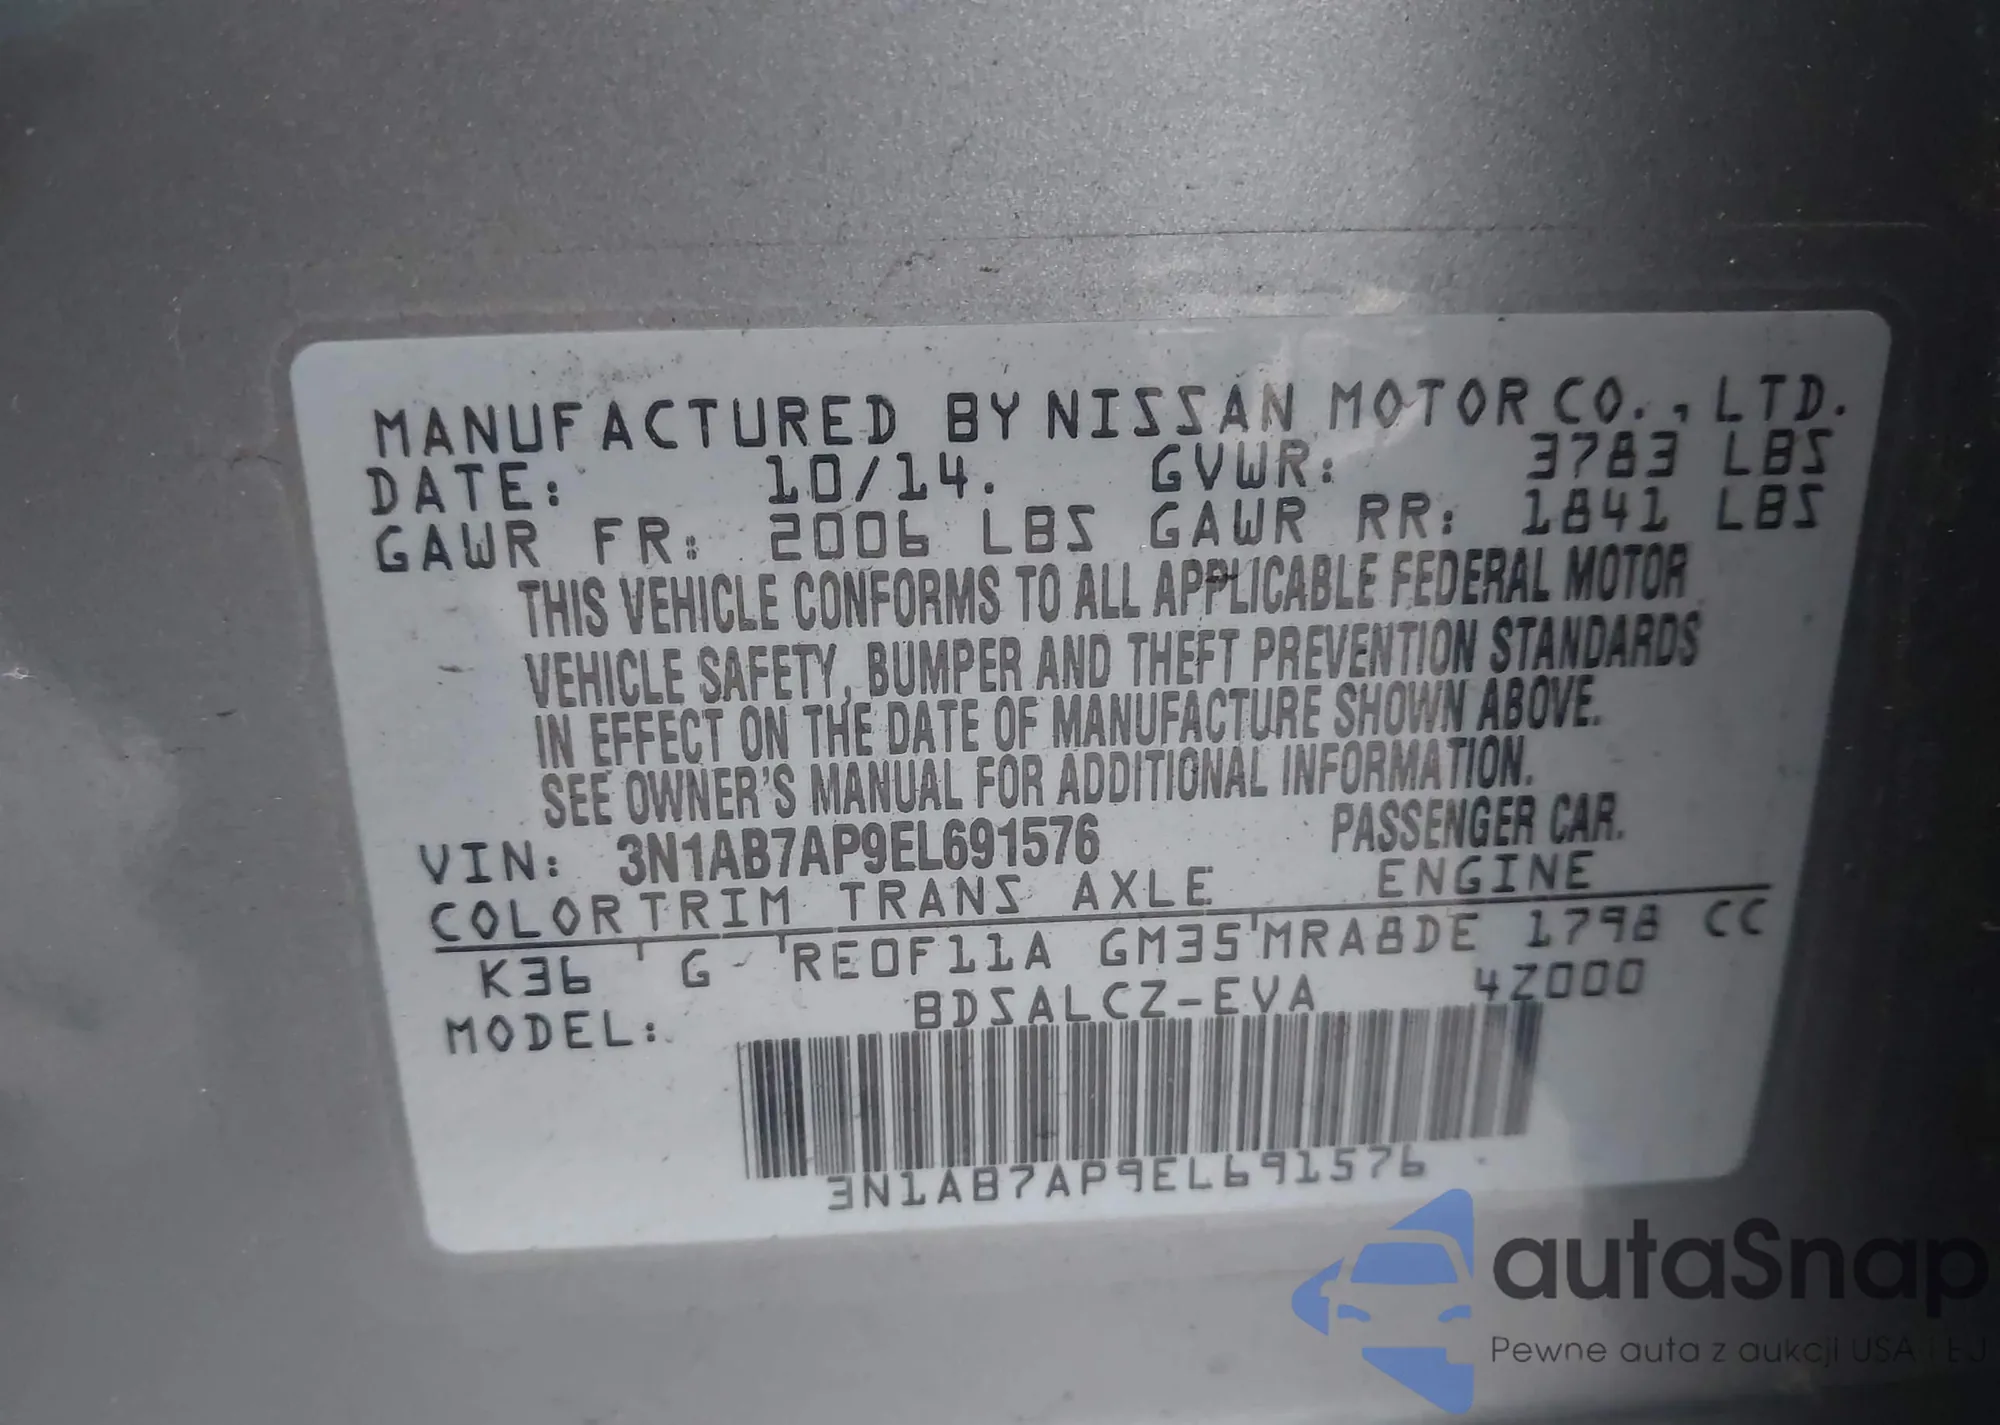 MANUFACTURED BY NISSAN MOTOR CO., LTD.
DATE: 10/14. GVWR: 3783 LBS
GAWR FR: 2006 LBS GAWR RR: 1841 LBS
THIS VEHICLE CONFORMS TO ALL APPLICABLE FEDERAL MOTOR
VEHICLE SAFETY, BUMPER AND THEFT PREVENTION STANDARDS
IN EFFECT ON THE DATE OF MANUFACTURE SHOWN ABOVE.
SEE OWNER'S MANUAL FOR ADDITIONAL INFORMATION.
VIN: 3N1AB7AP9EL691576 PASSENGER CAR.
COLOR TRIM TRANS AXLE ENGINE
K36 G RE0F11A GM35 MRA8DE 1798 CC
MODEL: BDSALCZ-EVA 4Z000
3N1AB7AP9EL691576
autaSnap
Pewne auta z aukcji USA i EU